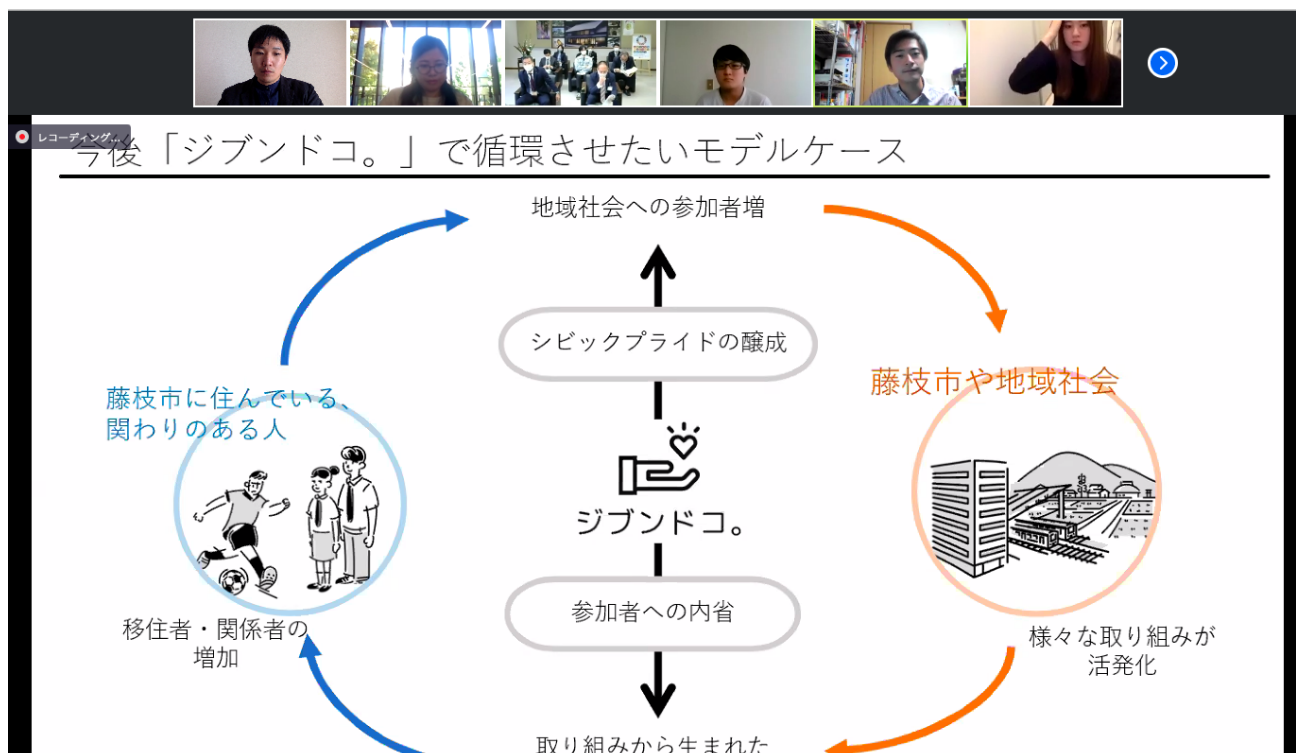 レコーディング...
今後「ジブンドコ。」で循環させたいモデルケース
地域社会への参加者増
シビックプライドの醸成
藤枝市や地域社会
藤枝市に住んでいる、
関わりのある人
ジブンドコ。
参加者への内省
移住者・関係者の
増加
様々な取り組みが
活発化
取り組みから生まれた